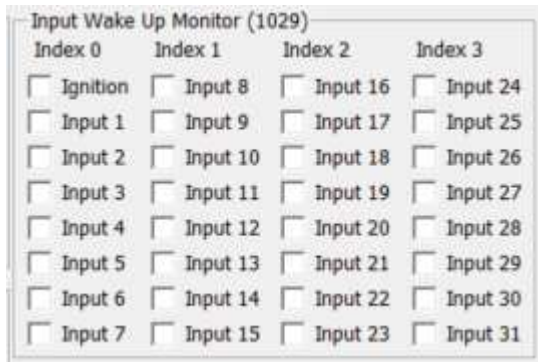 Input Wake Up Monitor (1029)
Index 0 Index 1 Index 2 Index 3
Ignition Input 8 Input 16 Input 24
Input 1 Input 9 Input 17 Input 25
Input 2 Input 10 Input 18 Input 26
Input 3 Input 11 Input 19 Input 27
Input 4 Input 12 Input 20 Input 28
Input 5 Input 13 Input 21 Input 29
Input 6 Input 14 Input 22 Input 30
Input 7 Input 15 Input 23 Input 31